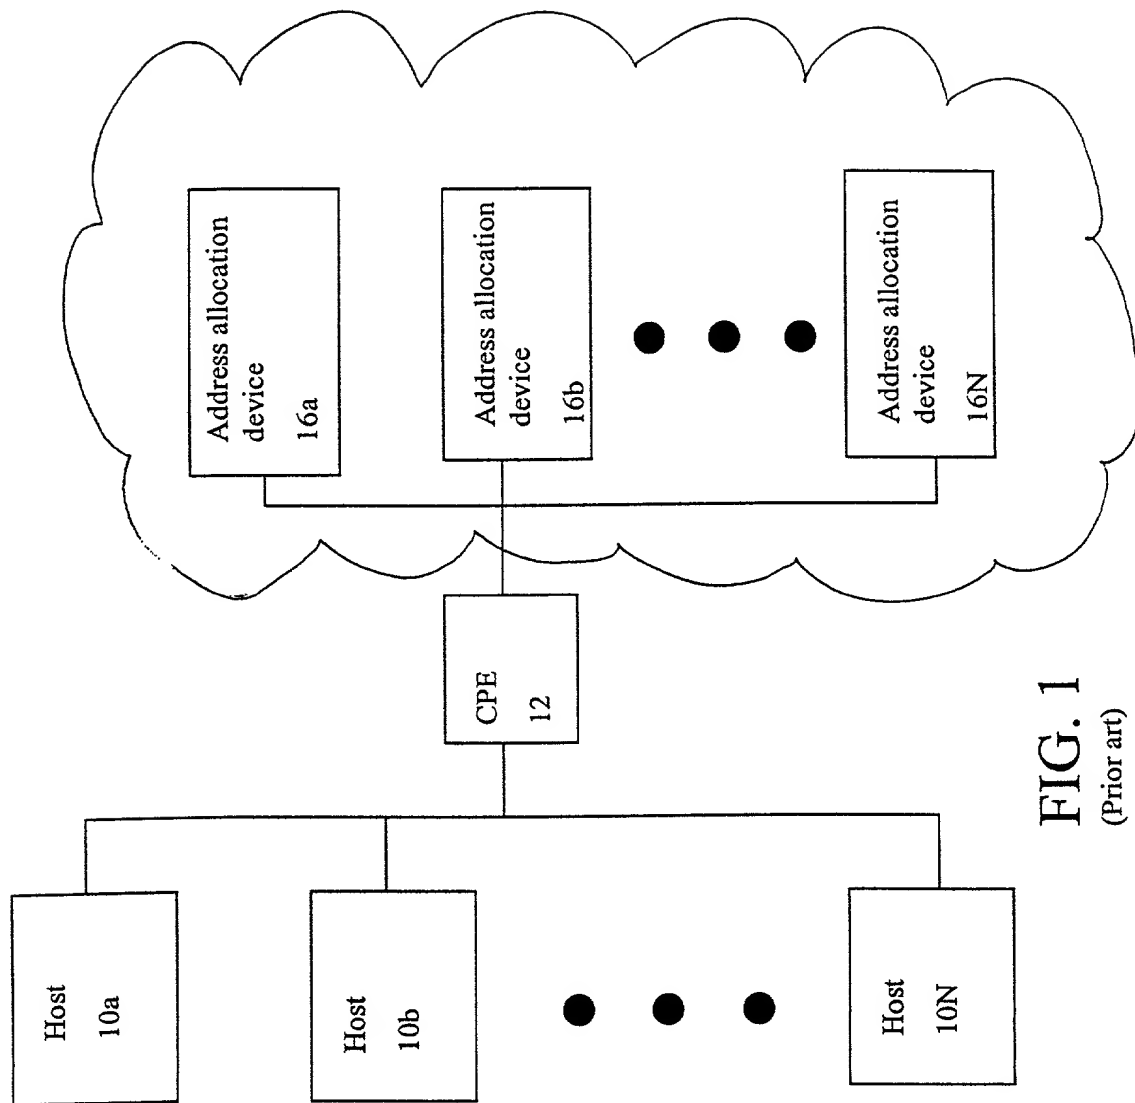 Host
10a
Host
10b
Host
10N
CPE
12
Address allocation
device
16a
Address allocation
device
16b
Address allocation
device
16N
FIG. 1
(Prior art)